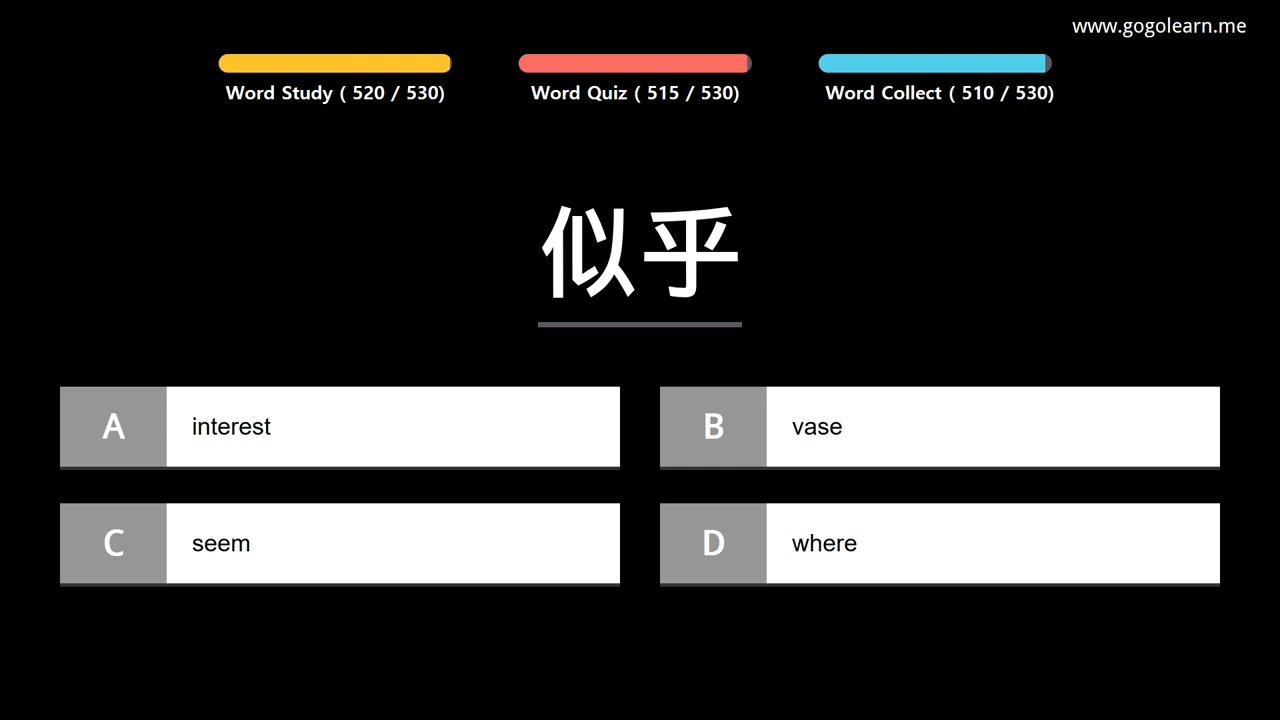 www.gogolearn.me
Word Study ( 520 / 530)
Word Quiz ( 515 / 530)
Word Collect ( 510 / 530)
似乎
A interest
B vase
C seem
D where